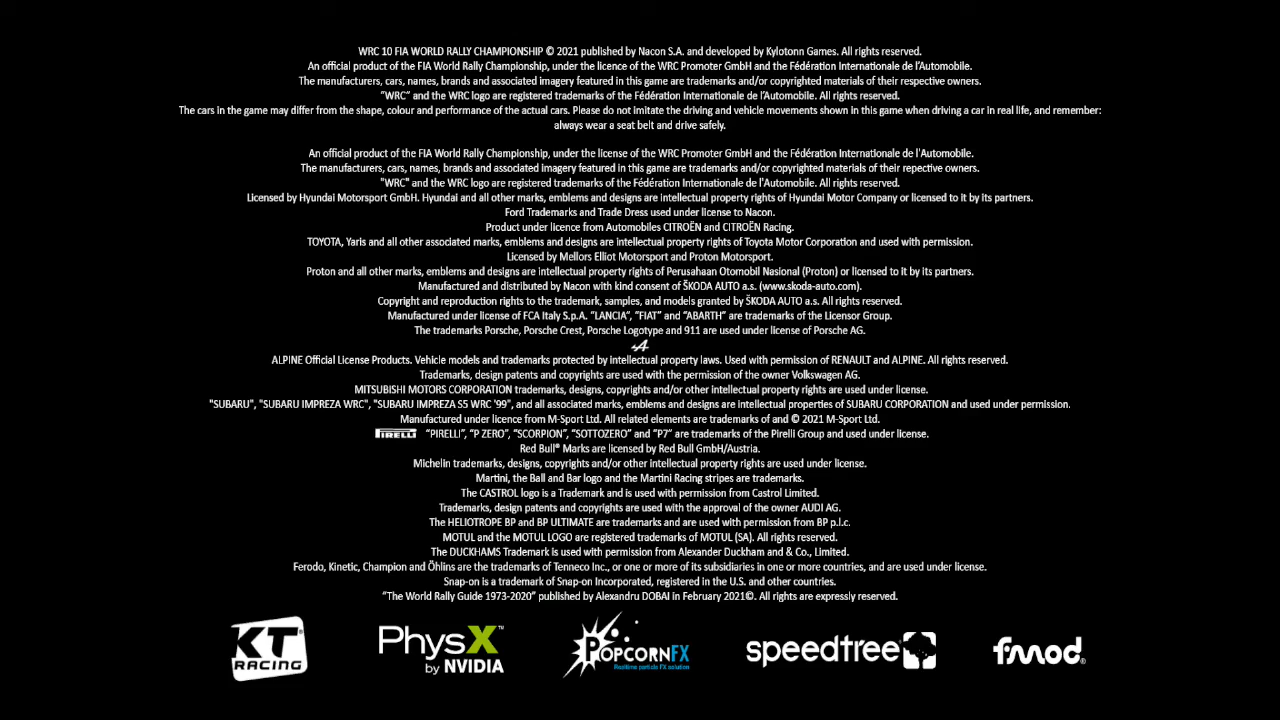 WRC 10 FIA WORLD RALLY CHAMPIONSHIP © 2021 published by Nacon S.A. and developed by Kylotonn Games. All rights reserved.
An official product of the FIA World Rally Championship, under the licence of the WRC Promoter GmbH and the Fédération Internationale de l’Automobile.
The manufacturers, cars, names, brands and associated imagery featured in this game are trademarks and/or copyrighted materials of their respective owners.
“WRC” and the WRC logo are registered trademarks of the Fédération Internationale de l’Automobile. All rights reserved.
The cars in the game may differ from the shape, colour and performance of the actual cars. Please do not imitate the driving and vehicle movements shown in this game when driving a car in real life, and remember:
always wear a seat belt and drive safely.
An official product of the FIA World Rally Championship, under the license of the WRC Promoter GmbH and the Fédération Internationale de l'Automobile.
The manufacturers, cars, names, brands and associated imagery featured in this game are trademarks and/or copyrighted materials of their repective owners.
"WRC" and the WRC logo are registered trademarks of the Fédération Internationale de l'Automobile. All rights reserved.
Licensed by Hyundai Motorsport GmbH. Hyundai and all other marks, emblems and designs are intellectual property rights of Hyundai Motor Company or licensed to it by its partners.
Ford Trademarks and Trade Dress used under license to Nacon.
Product under licence from Automobiles CITROËN and CITROËN Racing.
TOYOTA, Yaris and all other associated marks, emblems and designs are intellectual property rights of Toyota Motor Corporation and used with permission.
Licensed by Mellors Elliot Motorsport and Proton Motorsport.
Proton and all other marks, emblems and designs are intellectual property rights of Perusahaan Otomobil Nasional (Proton) or licensed to it by its partners.
Manufactured and distributed by Nacon with kind consent of ŠKODA AUTO a.s. (www.skoda-auto.com).
Copyright and reproduction rights to the trademark, samples, and models granted by ŠKODA AUTO a.s. All rights reserved.
Manufactured under license of FCA Italy S.p.A. “LANCIA”, “FIAT” and “ABARTH” are trademarks of the Licensor Group.
The trademarks Porsche, Porsche Crest, Porsche Logotype and 911 are used under license of Porsche AG.
ALPINE Official License Products. Vehicle models and trademarks protected by intellectual property laws. Used with permission of RENAULT and ALPINE. All rights reserved.
Trademarks, design patents and copyrights are used with the permission of the owner Volkswagen AG.
MITSUBISHI MOTORS CORPORATION trademarks, designs, copyrights and/or other intellectual property rights are used under license.
"SUBARU", "SUBARU IMPREZA WRC", "SUBARU IMPREZA S5 WRC '99", and all associated marks, emblems and designs are intellectual properties of SUBARU CORPORATION and used under permission.
Manufactured under licence from M-Sport Ltd. All related elements are trademarks of and © 2021 M-Sport Ltd.
PIRELLI “PIRELLI”, “P ZERO”, “SCORPION”, “SOTTOZERO” and “P7” are trademarks of the Pirelli Group and used under license.
Red Bull® Marks are licensed by Red Bull GmbH/Austria.
Michelin trademarks, designs, copyrights and/or other intellectual property rights are used under license.
Martini, the Ball and Bar logo and the Martini Racing stripes are trademarks.
The CASTROL logo is a Trademark and is used with permission from Castrol Limited.
Trademarks, design patents and copyrights are used with the approval of the owner AUDI AG.
The HELIOTROPE BP and BP ULTIMATE are trademarks and are used with permission from BP p.l.c.
MOTUL and the MOTUL LOGO are registered trademarks of MOTUL (SA). All rights reserved.
The DUCKHAMS Trademark is used with permission from Alexander Duckham and & Co., Limited.
Ferodo, Kinetic, Champion and Öhlins are the trademarks of Tenneco Inc., or one or more of its subsidiaries in one or more countries, and are used under license.
Snap-on is a trademark of Snap-on Incorporated, registered in the U.S. and other countries.
“The World Rally Guide 1973-2020” published by Alexandru DOBAI in February 2021©. All rights are expressly reserved.
KT® RACING
PhysX™ by NVIDIA
POPCORNFX Realtime particle FX solution
speedtree®
fmod®